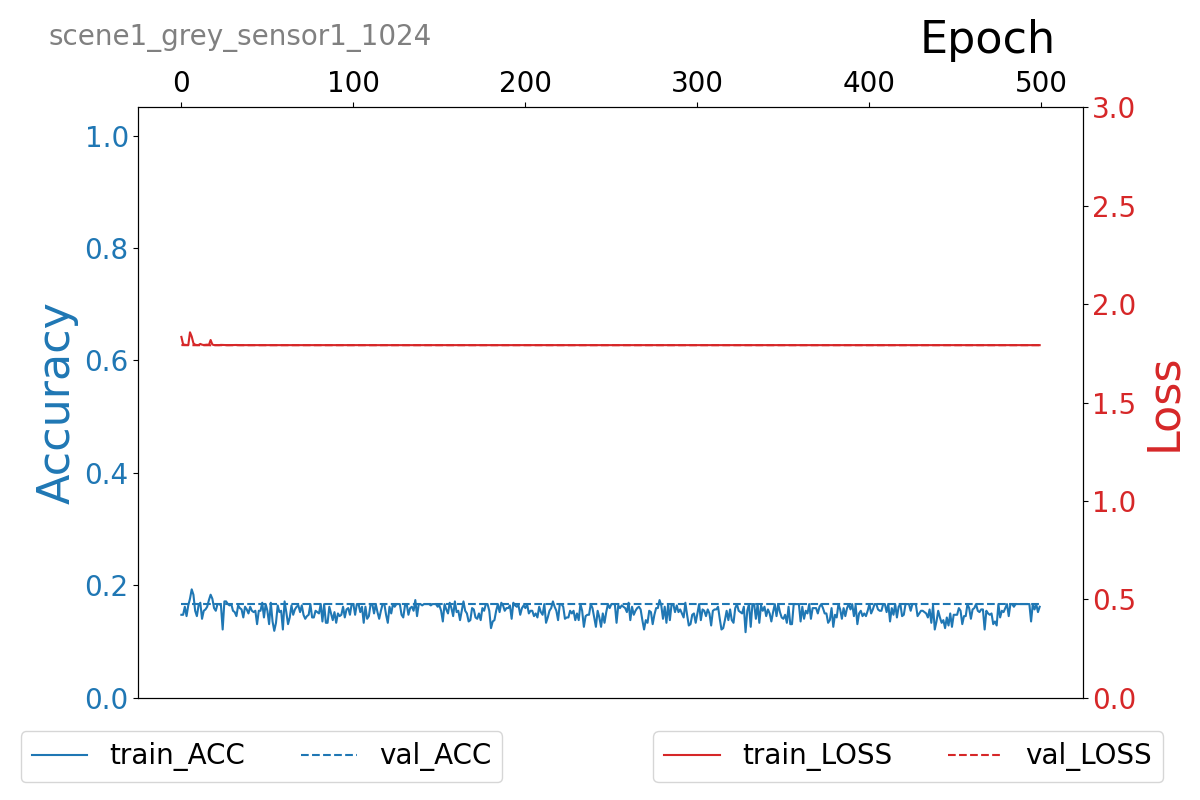 scene1_grey_sensor1_1024
Epoch
0 100 200 300 400 500
1.0
0.8
0.6
0.4
0.2
0.0
Accuracy
3.0
2.5
2.0
1.5
1.0
0.5
0.0
Loss
train_ACC val_ACC
train_LOSS val_LOSS